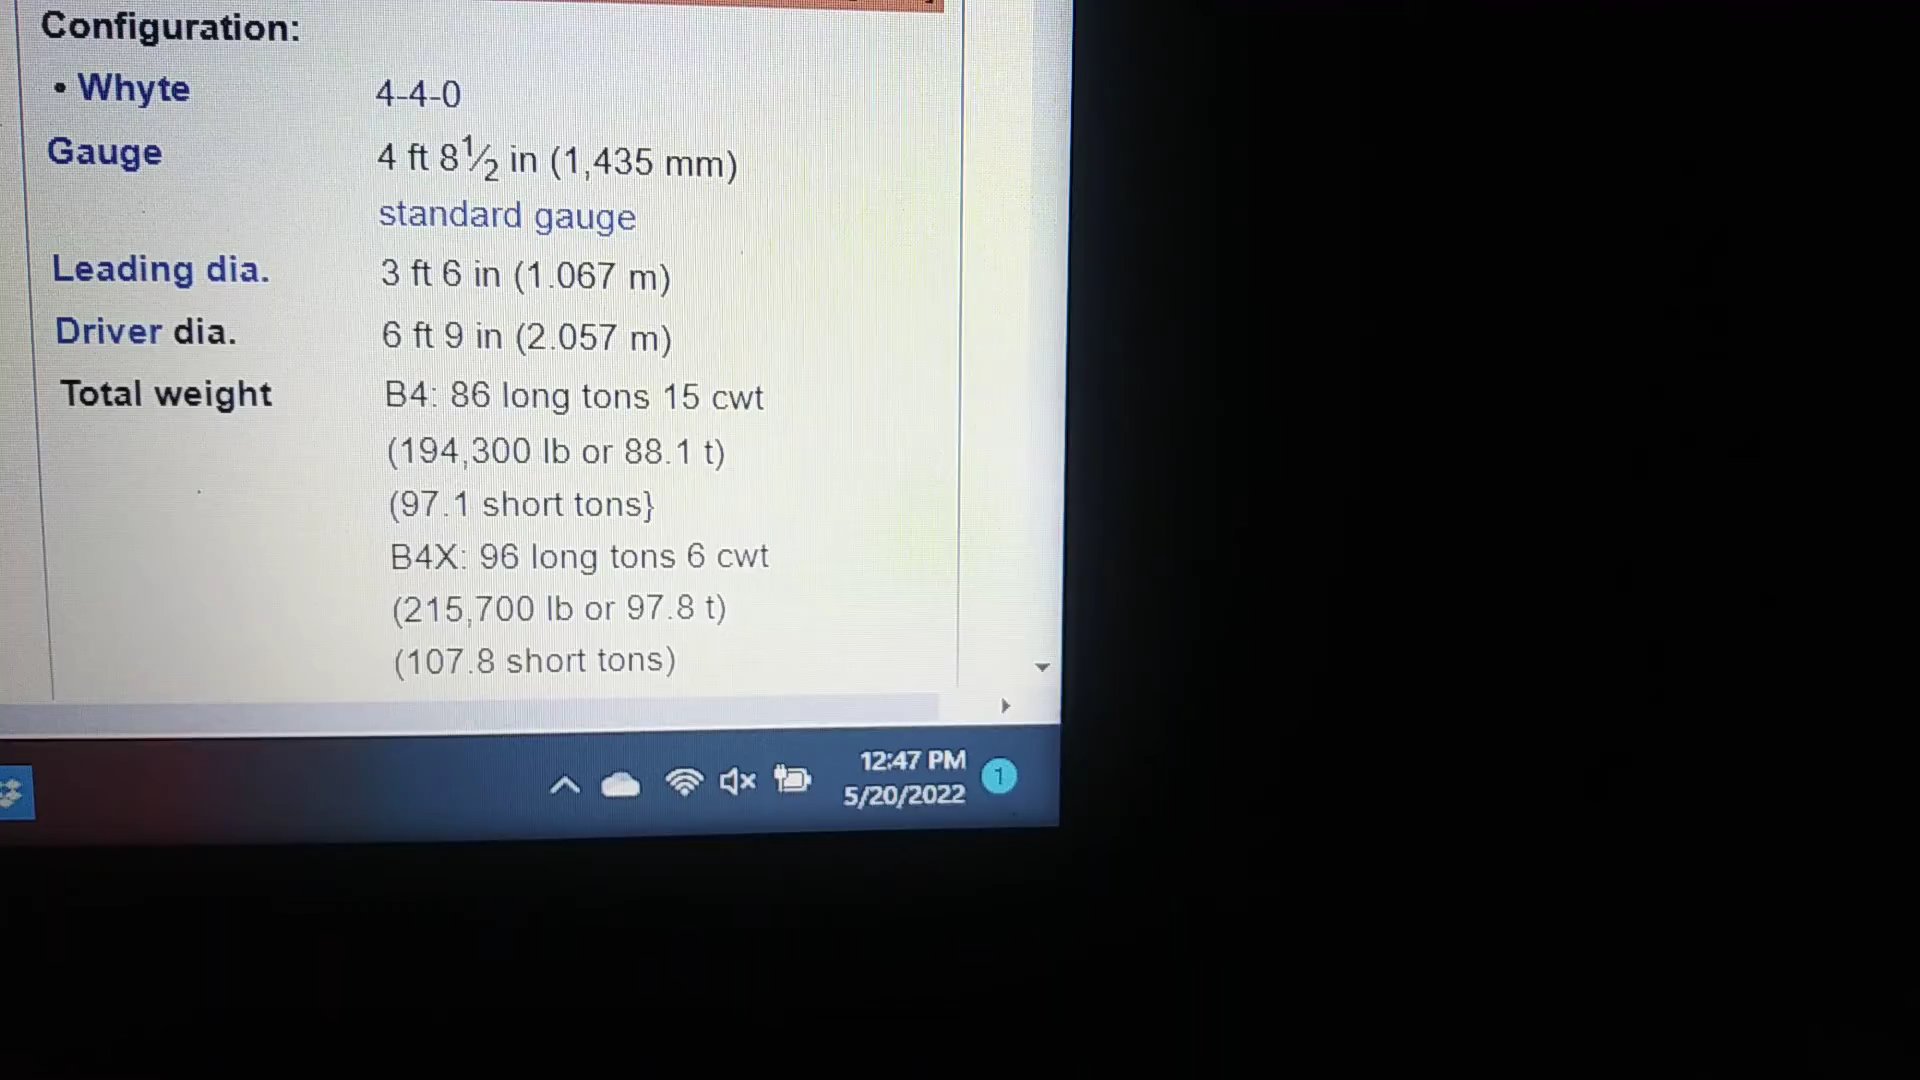 Configuration:
• Whyte 4-4-0
Gauge 4 ft 8 1⁄2 in (1,435 mm)
standard gauge
Leading dia. 3 ft 6 in (1.067 m)
Driver dia. 6 ft 9 in (2.057 m)
Total weight B4: 86 long tons 15 cwt
(194,300 lb or 88.1 t)
(97.1 short tons}
B4X: 96 long tons 6 cwt
(215,700 lb or 97.8 t)
(107.8 short tons)
12:47 PM
5/20/2022
1